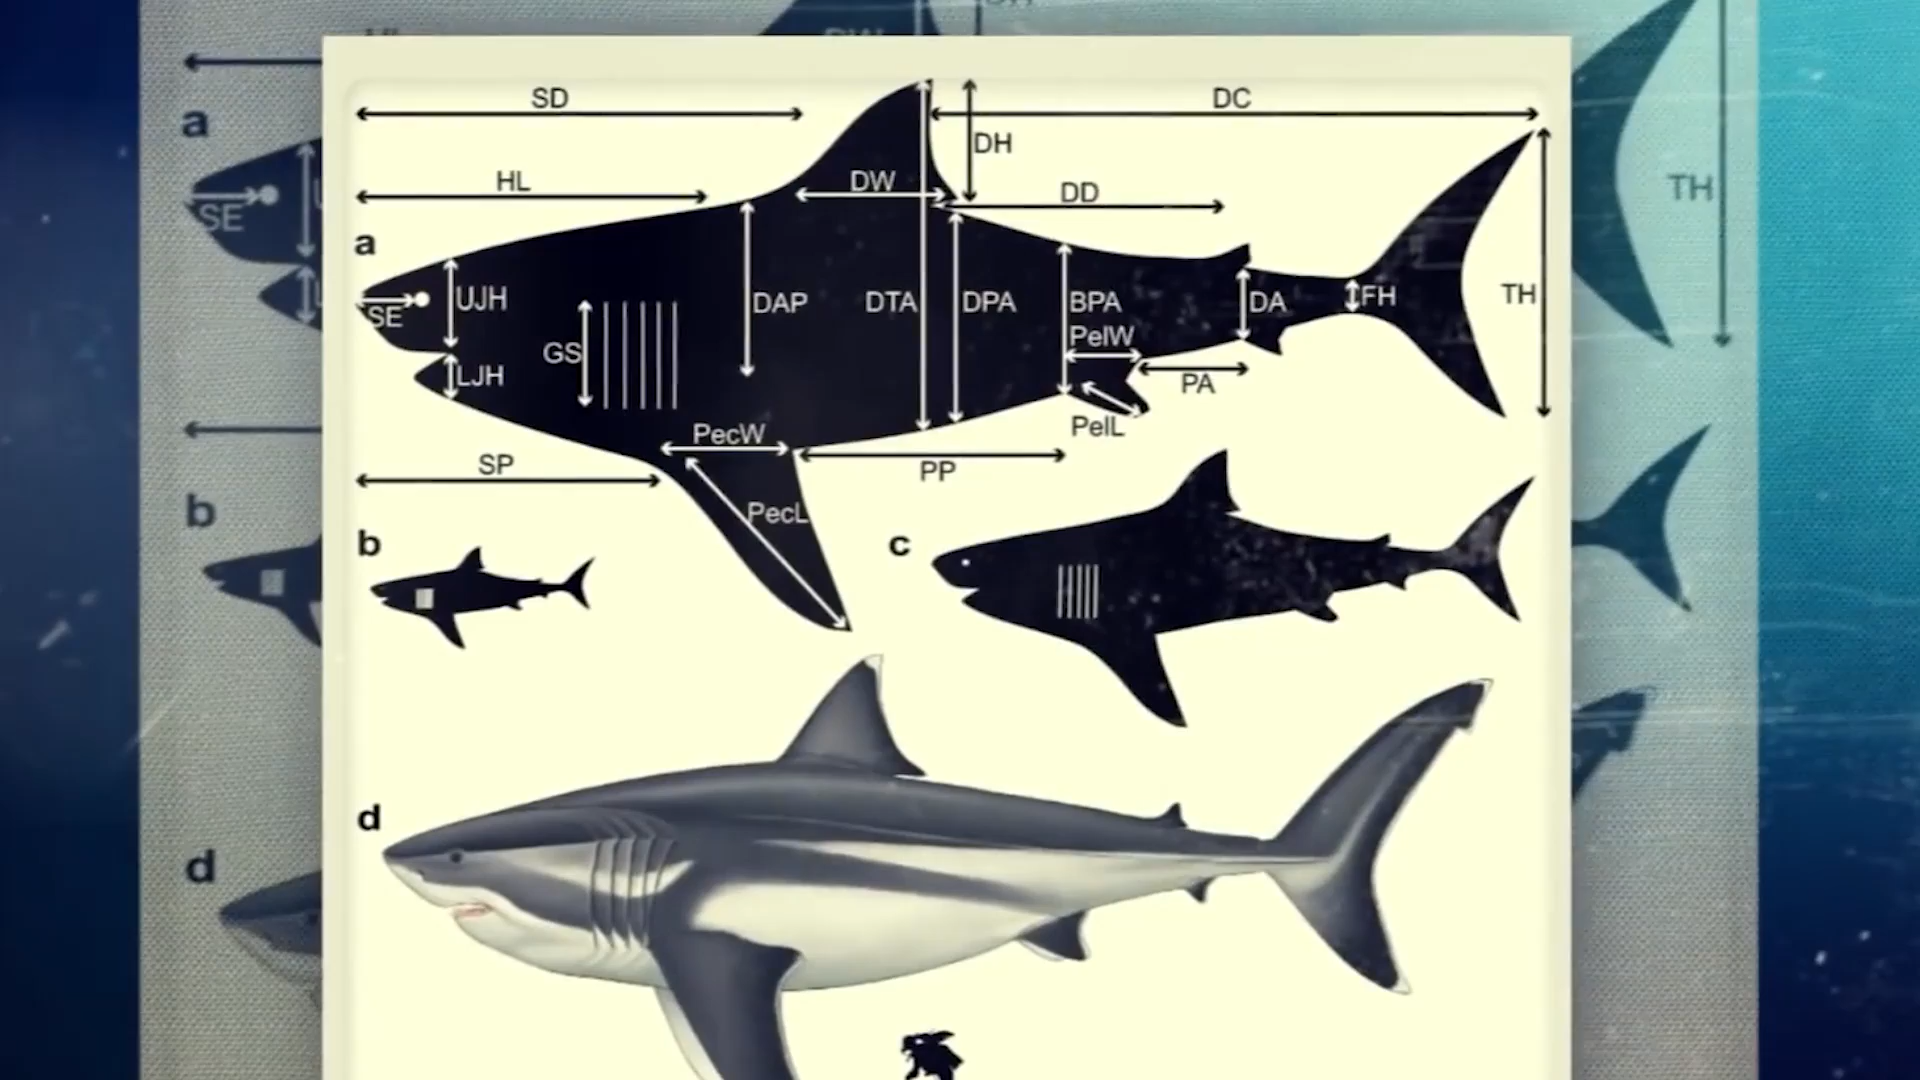 SD
DC
DH
HL
DW
DD
a
a
SE
UJH
DAP
DTA
DPA
BPA
DA
FH
TH
TH
SE
GS
PelW
LJH
PA
PecW
PelL
SP
PP
PecL
b
b
c
d
d